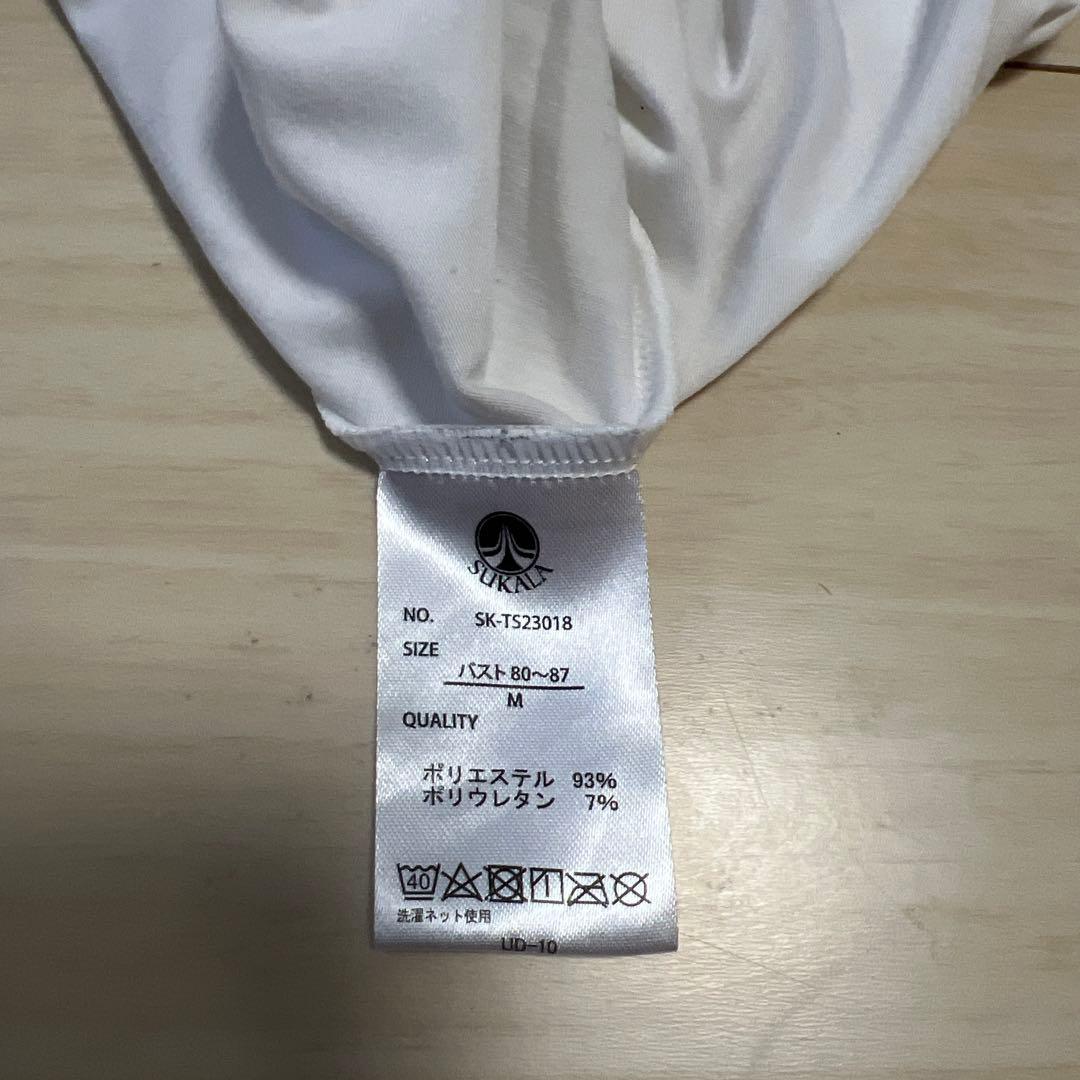 SUKALA
NO. SK-TS23018
SIZE
バスト80～87
M
QUALITY
ポリエステル 93%
ポリウレタン 7%
40
洗濯ネット使用
UD-10